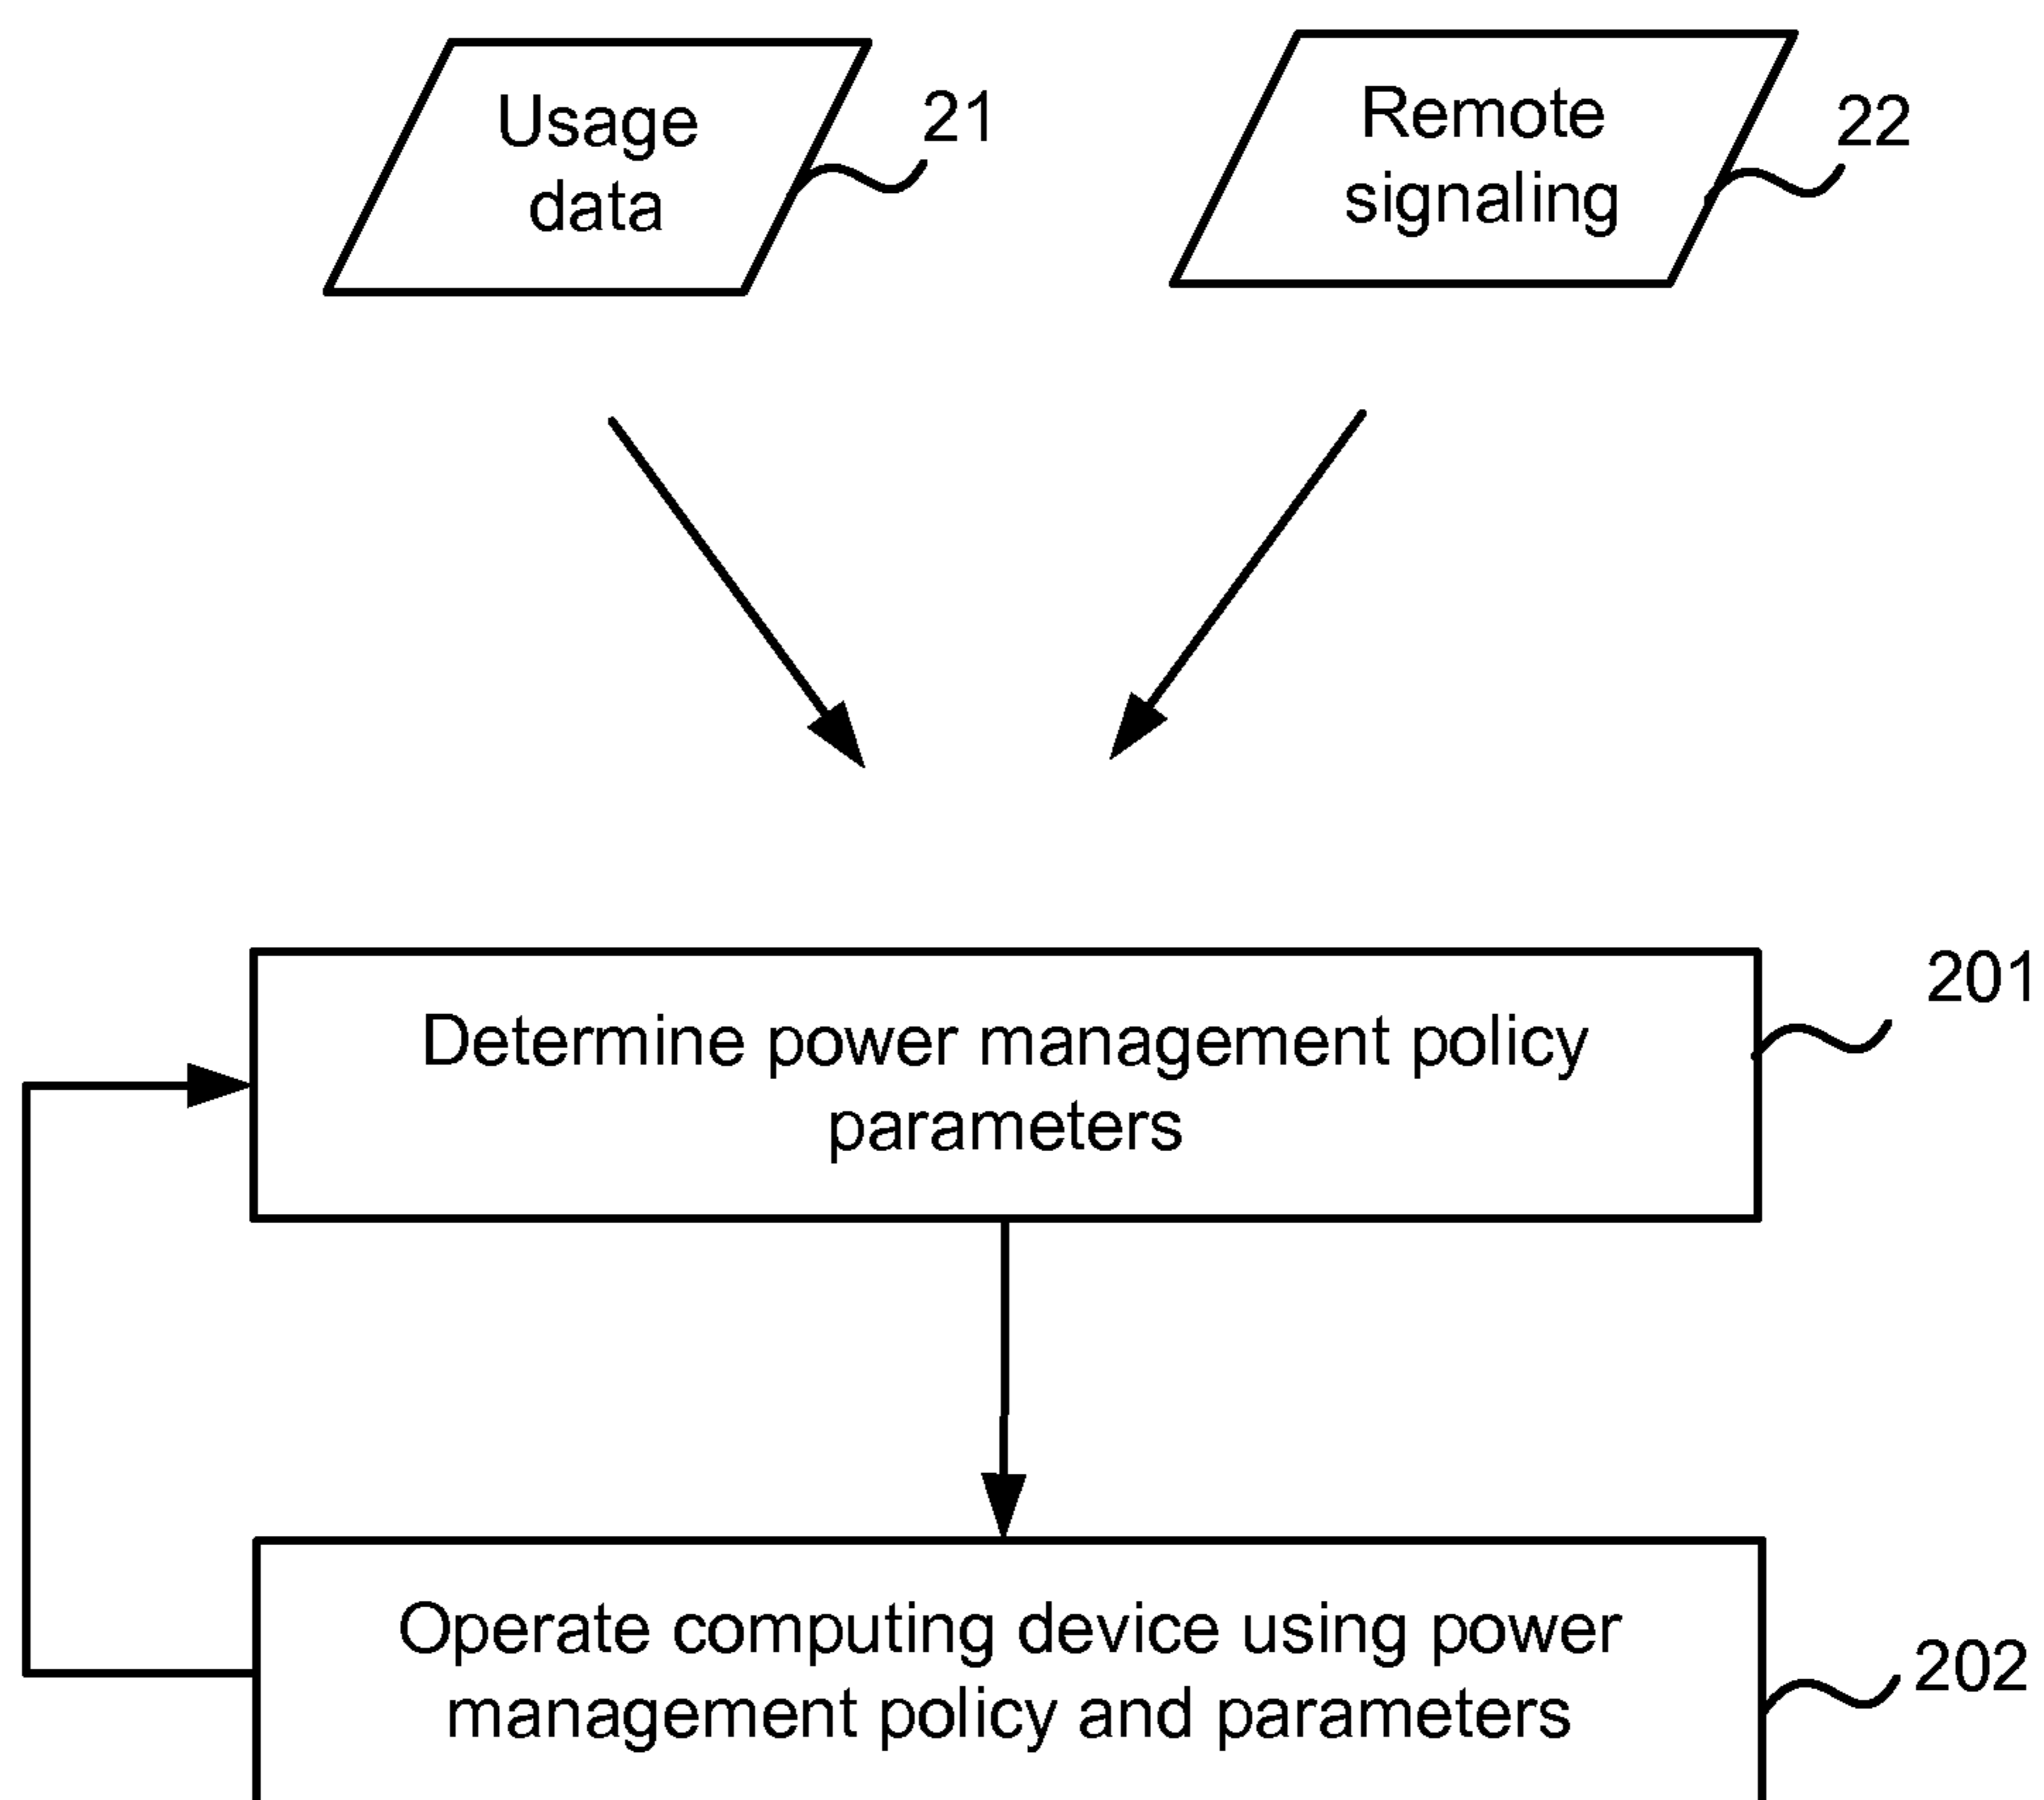 Usage
data
21
Remote
signaling
22
Determine power management policy
parameters
201
Operate computing device using power
management policy and parameters
202